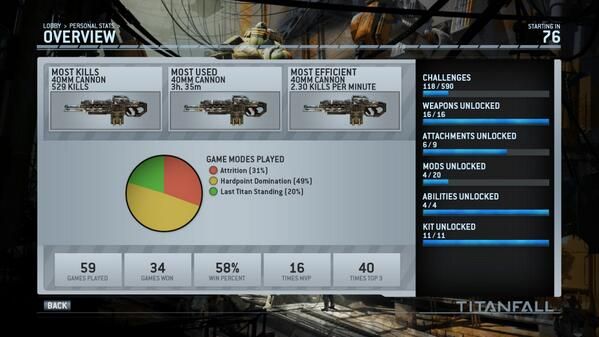 LOBBY > PERSONAL STATS >
OVERVIEW
STARTING IN
76
MOST KILLS
40MM CANNON
529 KILLS
MOST USED
40MM CANNON
3h, 35m
MOST EFFICIENT
40MM CANNON
2.30 KILLS PER MINUTE
GAME MODES PLAYED
Attrition (31%)
Hardpoint Domination (49%)
Last Titan Standing (20%)
59
GAMES PLAYED
34
GAMES WON
58%
WIN PERCENT
16
TIMES MVP
40
TIMES TOP 3
CHALLENGES
118 / 590
WEAPONS UNLOCKED
16 / 16
ATTACHMENTS UNLOCKED
6 / 9
MODS UNLOCKED
4 / 20
ABILITIES UNLOCKED
4 / 4
KIT UNLOCKED
11 / 11
BACK
TITANFALL